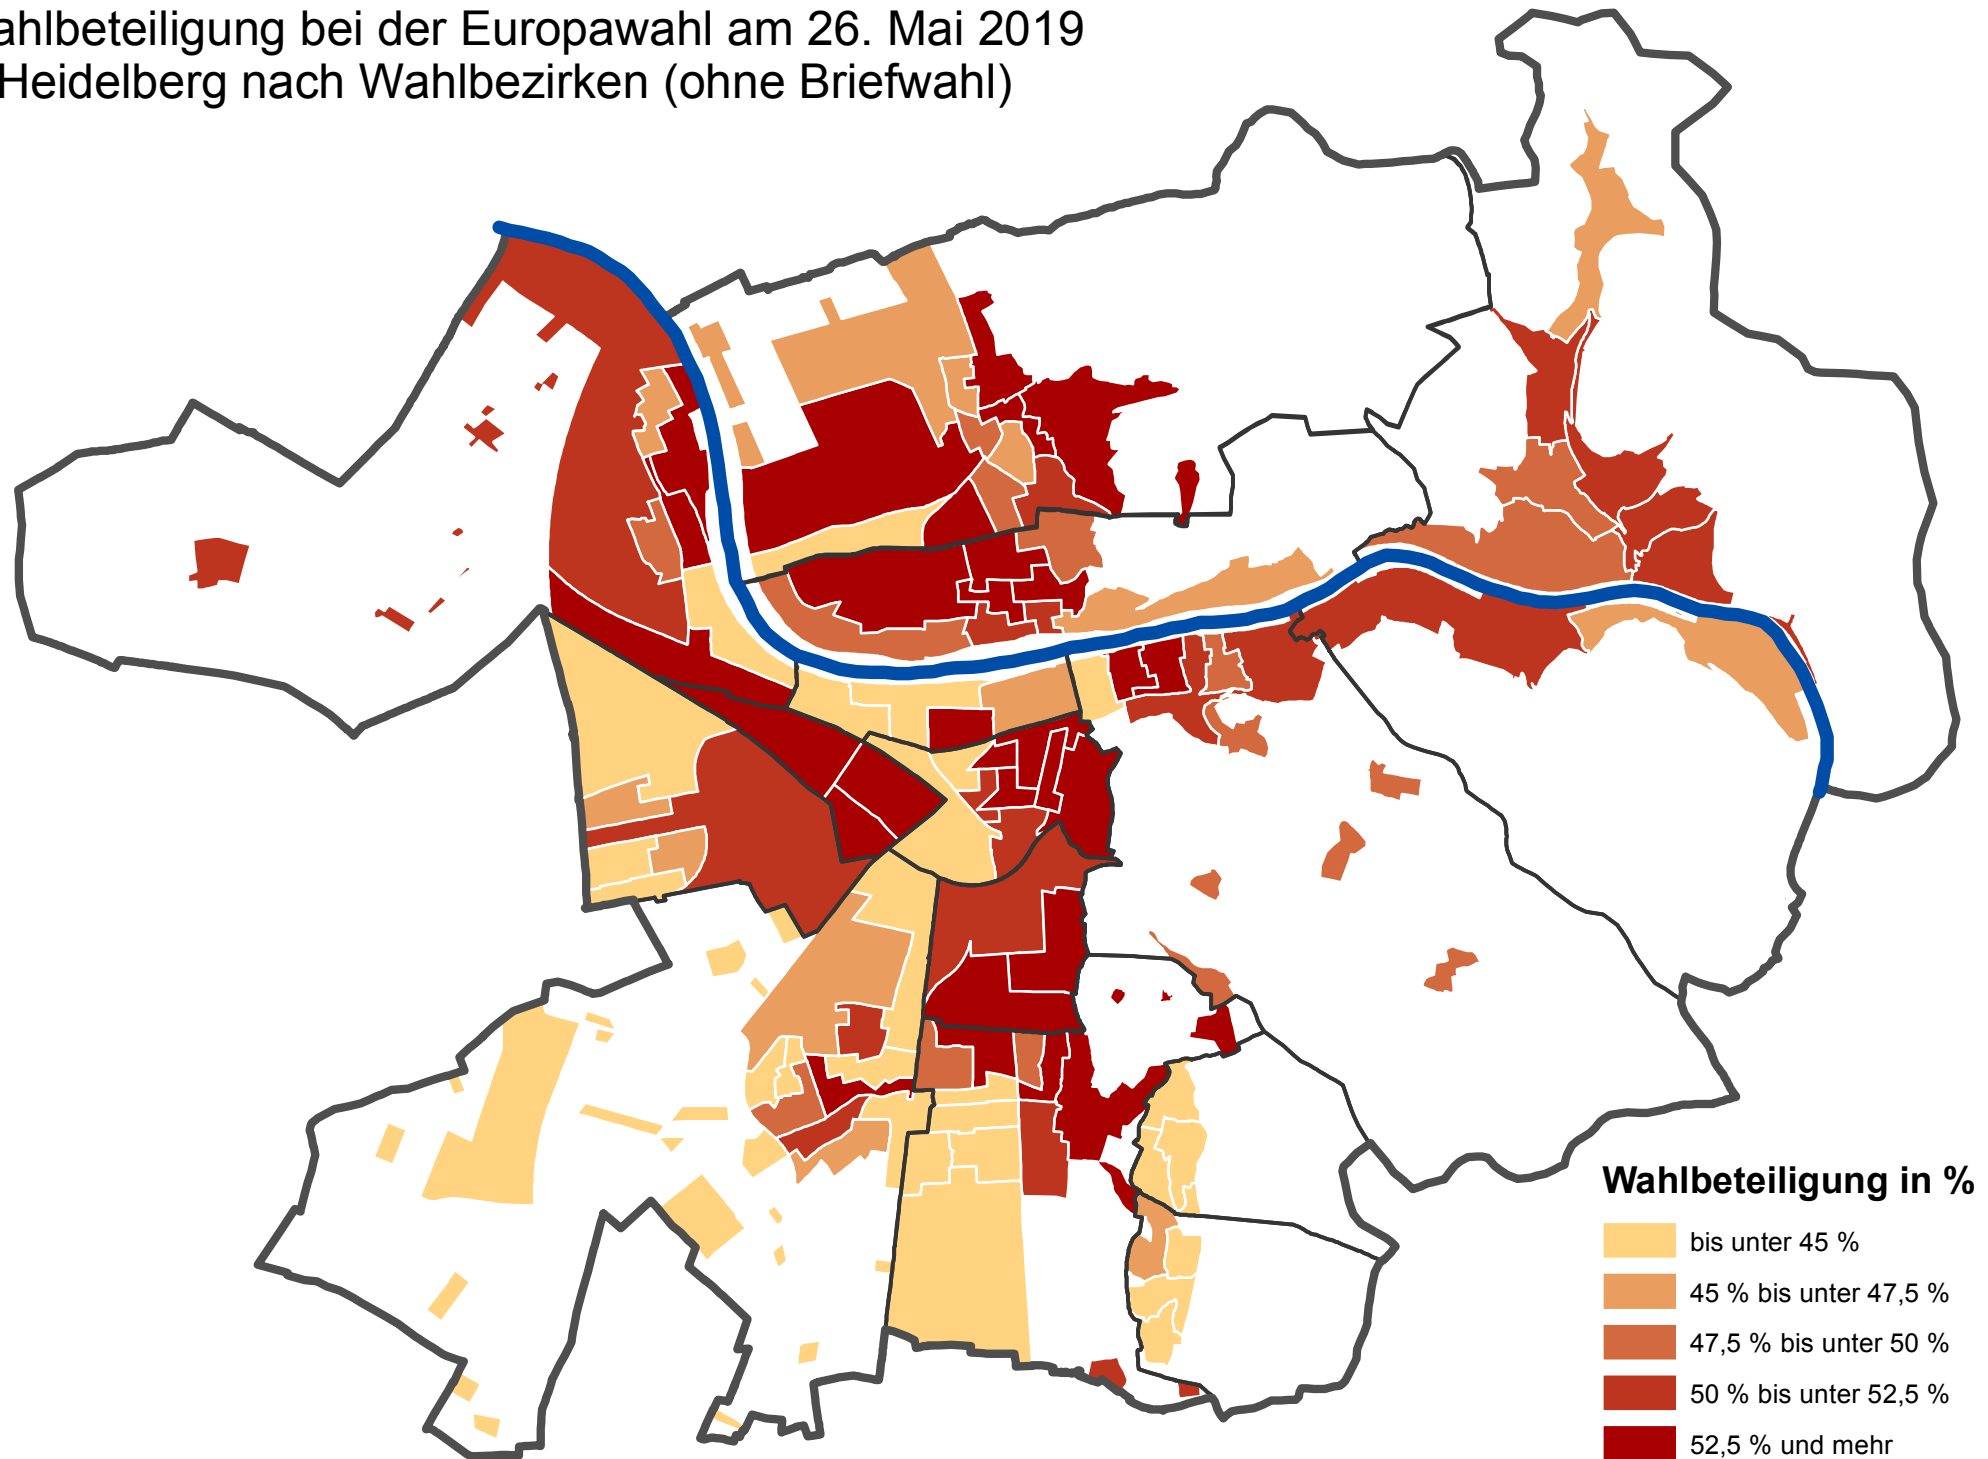 ahlbeteiligung bei der Europawahl am 26. Mai 2019
Heidelberg nach Wahlbezirken (ohne Briefwahl)
Wahlbeteiligung in %
bis unter 45 %
45 % bis unter 47,5 %
47,5 % bis unter 50 %
50 % bis unter 52,5 %
52,5 % und mehr